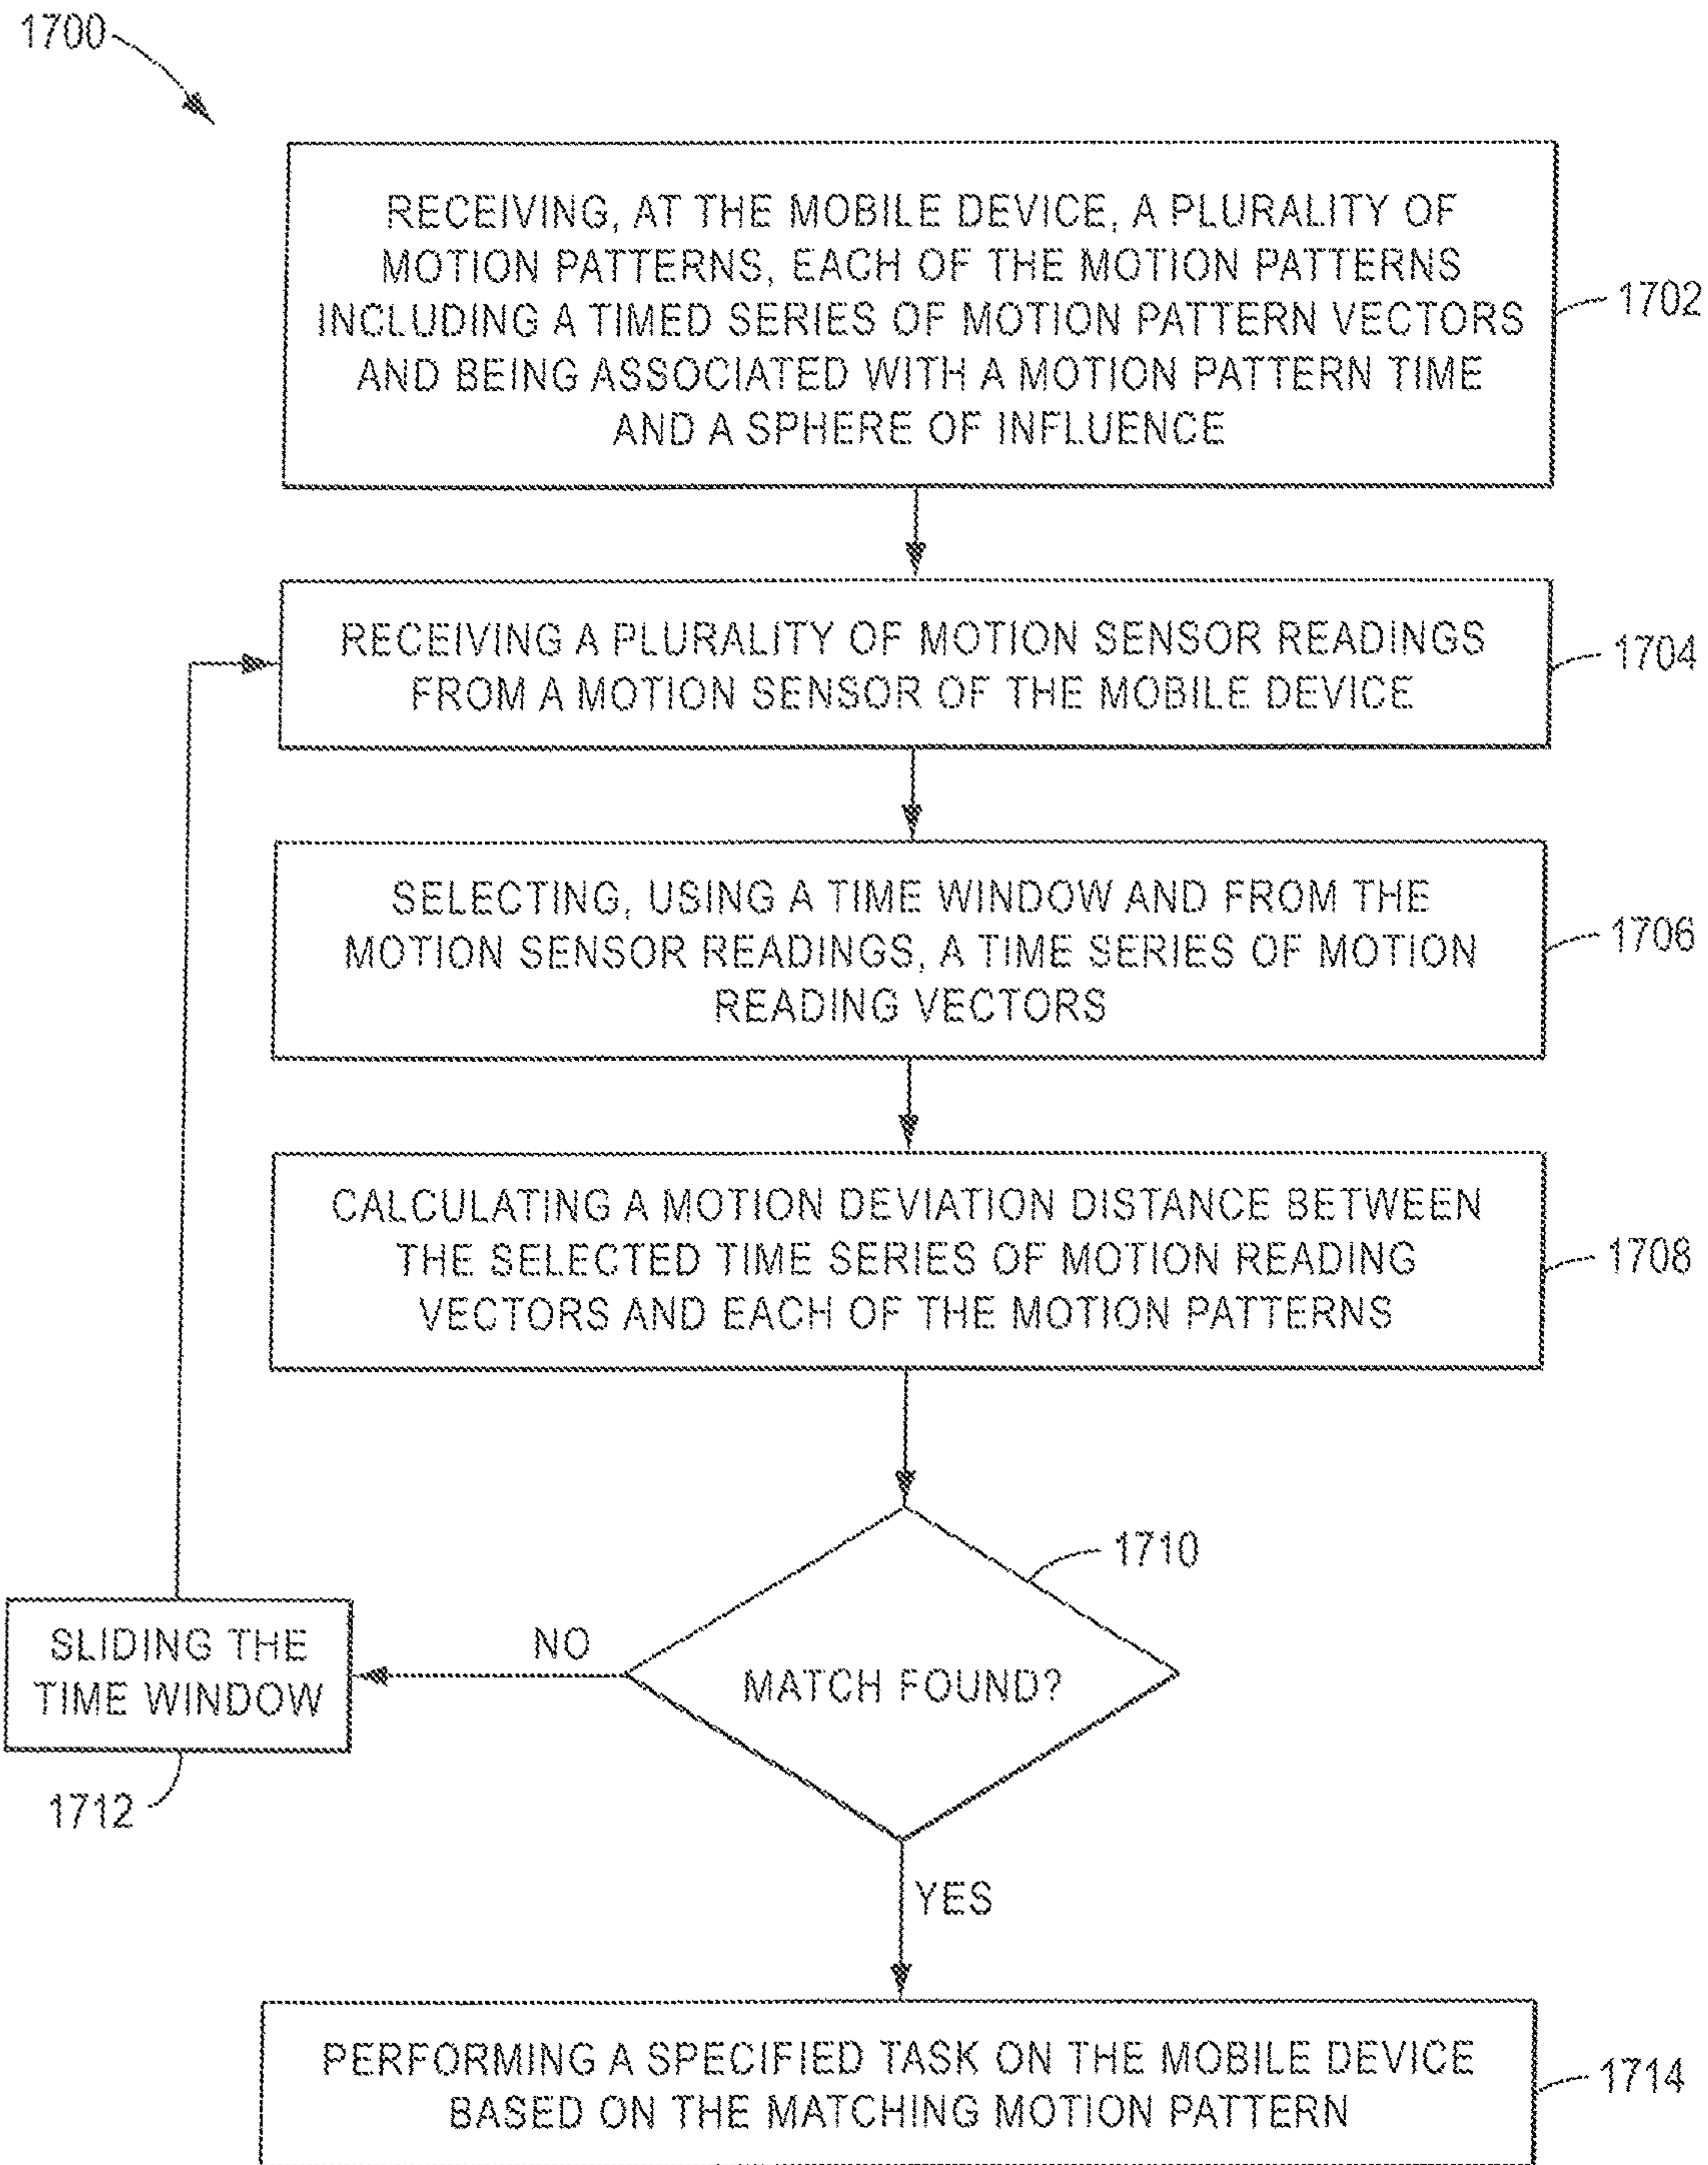 1700
RECEIVING, AT THE MOBILE DEVICE, A PLURALITY OF
MOTION PATTERNS, EACH OF THE MOTION PATTERNS
INCLUDING A TIMED SERIES OF MOTION PATTERN VECTORS
AND BEING ASSOCIATED WITH A MOTION PATTERN TIME
AND A SPHERE OF INFLUENCE
1702
RECEIVING A PLURALITY OF MOTION SENSOR READINGS
FROM A MOTION SENSOR OF THE MOBILE DEVICE
1704
SELECTING, USING A TIME WINDOW AND FROM THE
MOTION SENSOR READINGS, A TIME SERIES OF MOTION
READING VECTORS
1706
CALCULATING A MOTION DEVIATION DISTANCE BETWEEN
THE SELECTED TIME SERIES OF MOTION READING
VECTORS AND EACH OF THE MOTION PATTERNS
1708
1710
MATCH FOUND?
NO
SLIDING THE
TIME WINDOW
1712
YES
PERFORMING A SPECIFIED TASK ON THE MOBILE DEVICE
BASED ON THE MATCHING MOTION PATTERN
1714